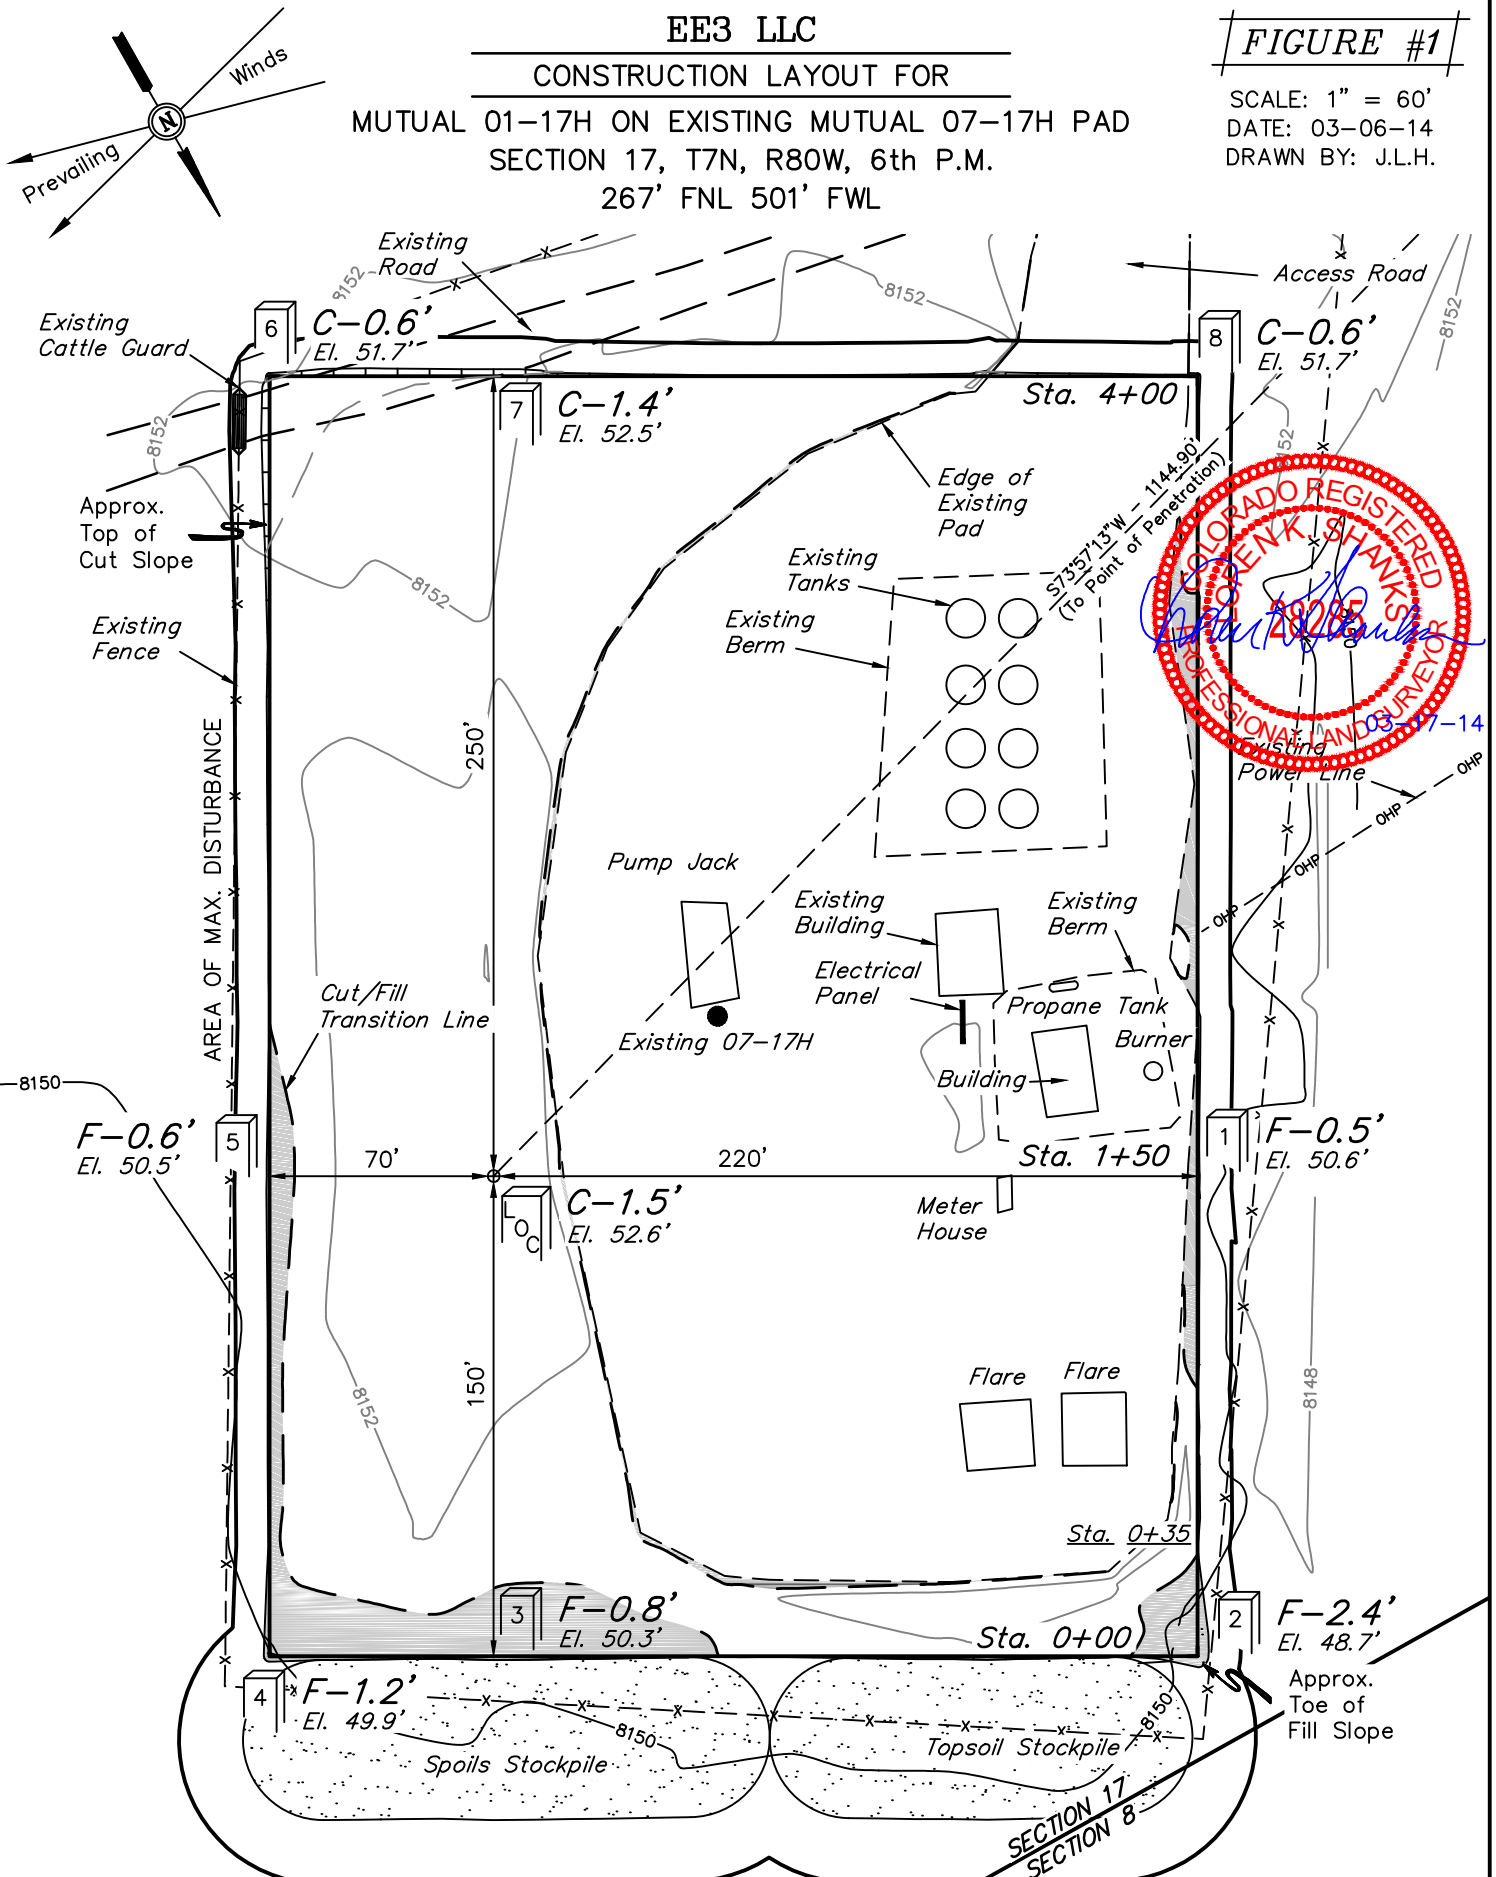 EE3 LLC
CONSTRUCTION LAYOUT FOR
MUTUAL 01-17H ON EXISTING MUTUAL 07-17H PAD
SECTION 17, T7N, R80W, 6th P.M.
267' FNL 501' FWL
FIGURE #1
SCALE: 1" = 60'
DATE: 03-06-14
DRAWN BY: J.L.H.
Winds
N
Prevailing
Existing
Road
8152
8152
Access Road
8152
Existing
Cattle Guard
6
C-0.6'
El. 51.7'
8
C-0.6'
El. 51.7'
7
C-1.4'
El. 52.5'
Sta. 4+00
8152
8152
Edge of
Existing
Pad
S73°57'13"W - 1144.90'
(To Point of Penetration)
Approx.
Top of
Cut Slope
8152
Existing
Tanks
Existing
Berm
Existing
Fence
COLORADO REGISTERED
LOREN K. SHANKS
28285
PROFESSIONAL LAND SURVEYOR
03-17-14
Existing
Power Line
OHP
OHP
OHP
OHP
AREA OF MAX. DISTURBANCE
250'
Pump Jack
Existing
Building
Existing
Berm
Electrical
Panel
Propane Tank
Burner
Building
Cut/Fill
Transition Line
Existing 07-17H
8150
5
F-0.6'
El. 50.5'
70'
220'
Sta. 1+50
1
F-0.5'
El. 50.6'
LOC
C-1.5'
El. 52.6'
Meter
House
150'
8152
Flare
Flare
8148
Sta. 0+35
3
F-0.8'
El. 50.3'
Sta. 0+00
2
F-2.4'
El. 48.7'
4
F-1.2'
El. 49.9'
8150
8150
Spoils Stockpile
Topsoil Stockpile
Approx.
Toe of
Fill Slope
SECTION 17
SECTION 8